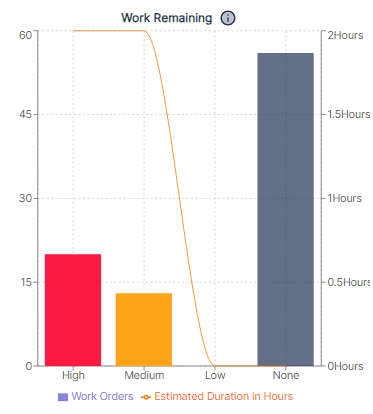 Work Remaining
60
45
30
15
0
2Hours
1.5Hours
1Hours
0.5Hours
0Hours
High Medium Low None
Work Orders Estimated Duration in Hours